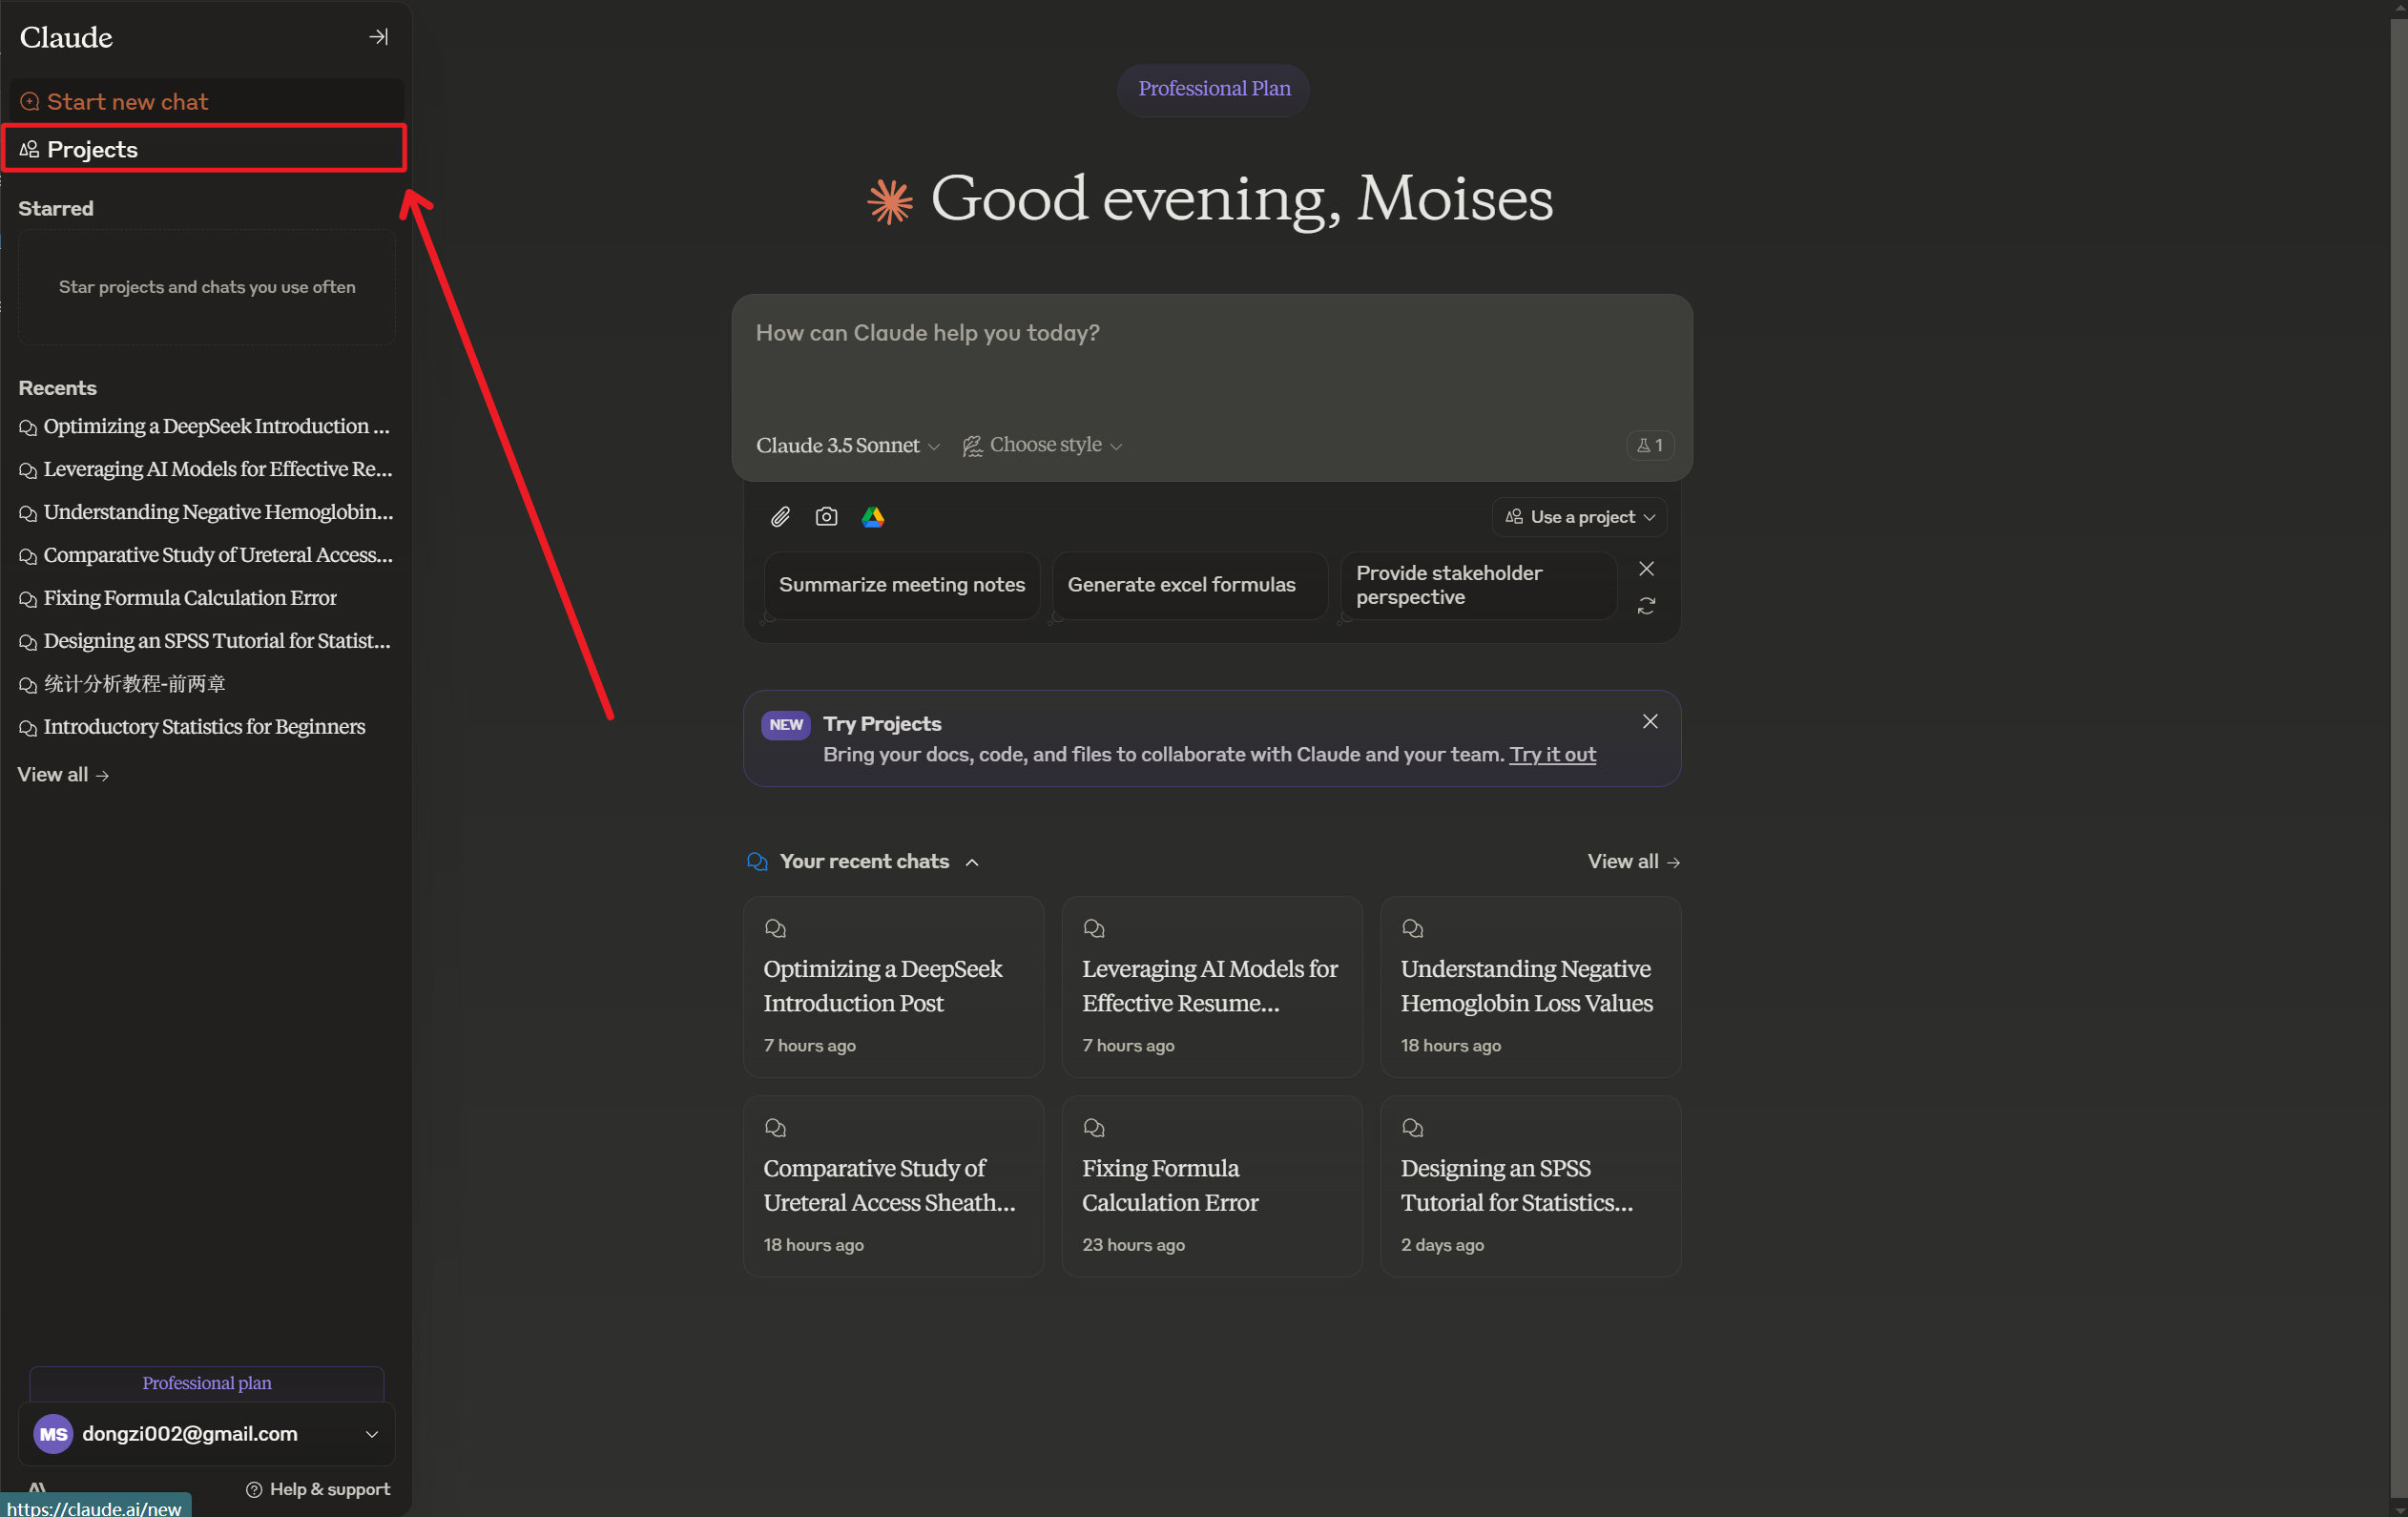 Claude
Start new chat
Projects
Starred
Star projects and chats you use often
Recents
Optimizing a DeepSeek Introduction ...
Leveraging AI Models for Effective Re...
Understanding Negative Hemoglobin...
Comparative Study of Ureteral Access...
Fixing Formula Calculation Error
Designing an SPSS Tutorial for Statist...
统计分析教程-前两章
Introductory Statistics for Beginners
View all →
Professional plan
MS dongzi002@gmail.com
Help & support
https://claude.ai/new
Professional Plan
Good evening, Moises
How can Claude help you today?
Claude 3.5 Sonnet Choose style 1
Use a project
Summarize meeting notes
Generate excel formulas
Provide stakeholder
perspective
NEW Try Projects
Bring your docs, code, and files to collaborate with Claude and your team. Try it out
Your recent chats View all →
Optimizing a DeepSeek
Introduction Post
7 hours ago
Leveraging AI Models for
Effective Resume...
7 hours ago
Understanding Negative
Hemoglobin Loss Values
18 hours ago
Comparative Study of
Ureteral Access Sheath...
18 hours ago
Fixing Formula
Calculation Error
23 hours ago
Designing an SPSS
Tutorial for Statistics...
2 days ago